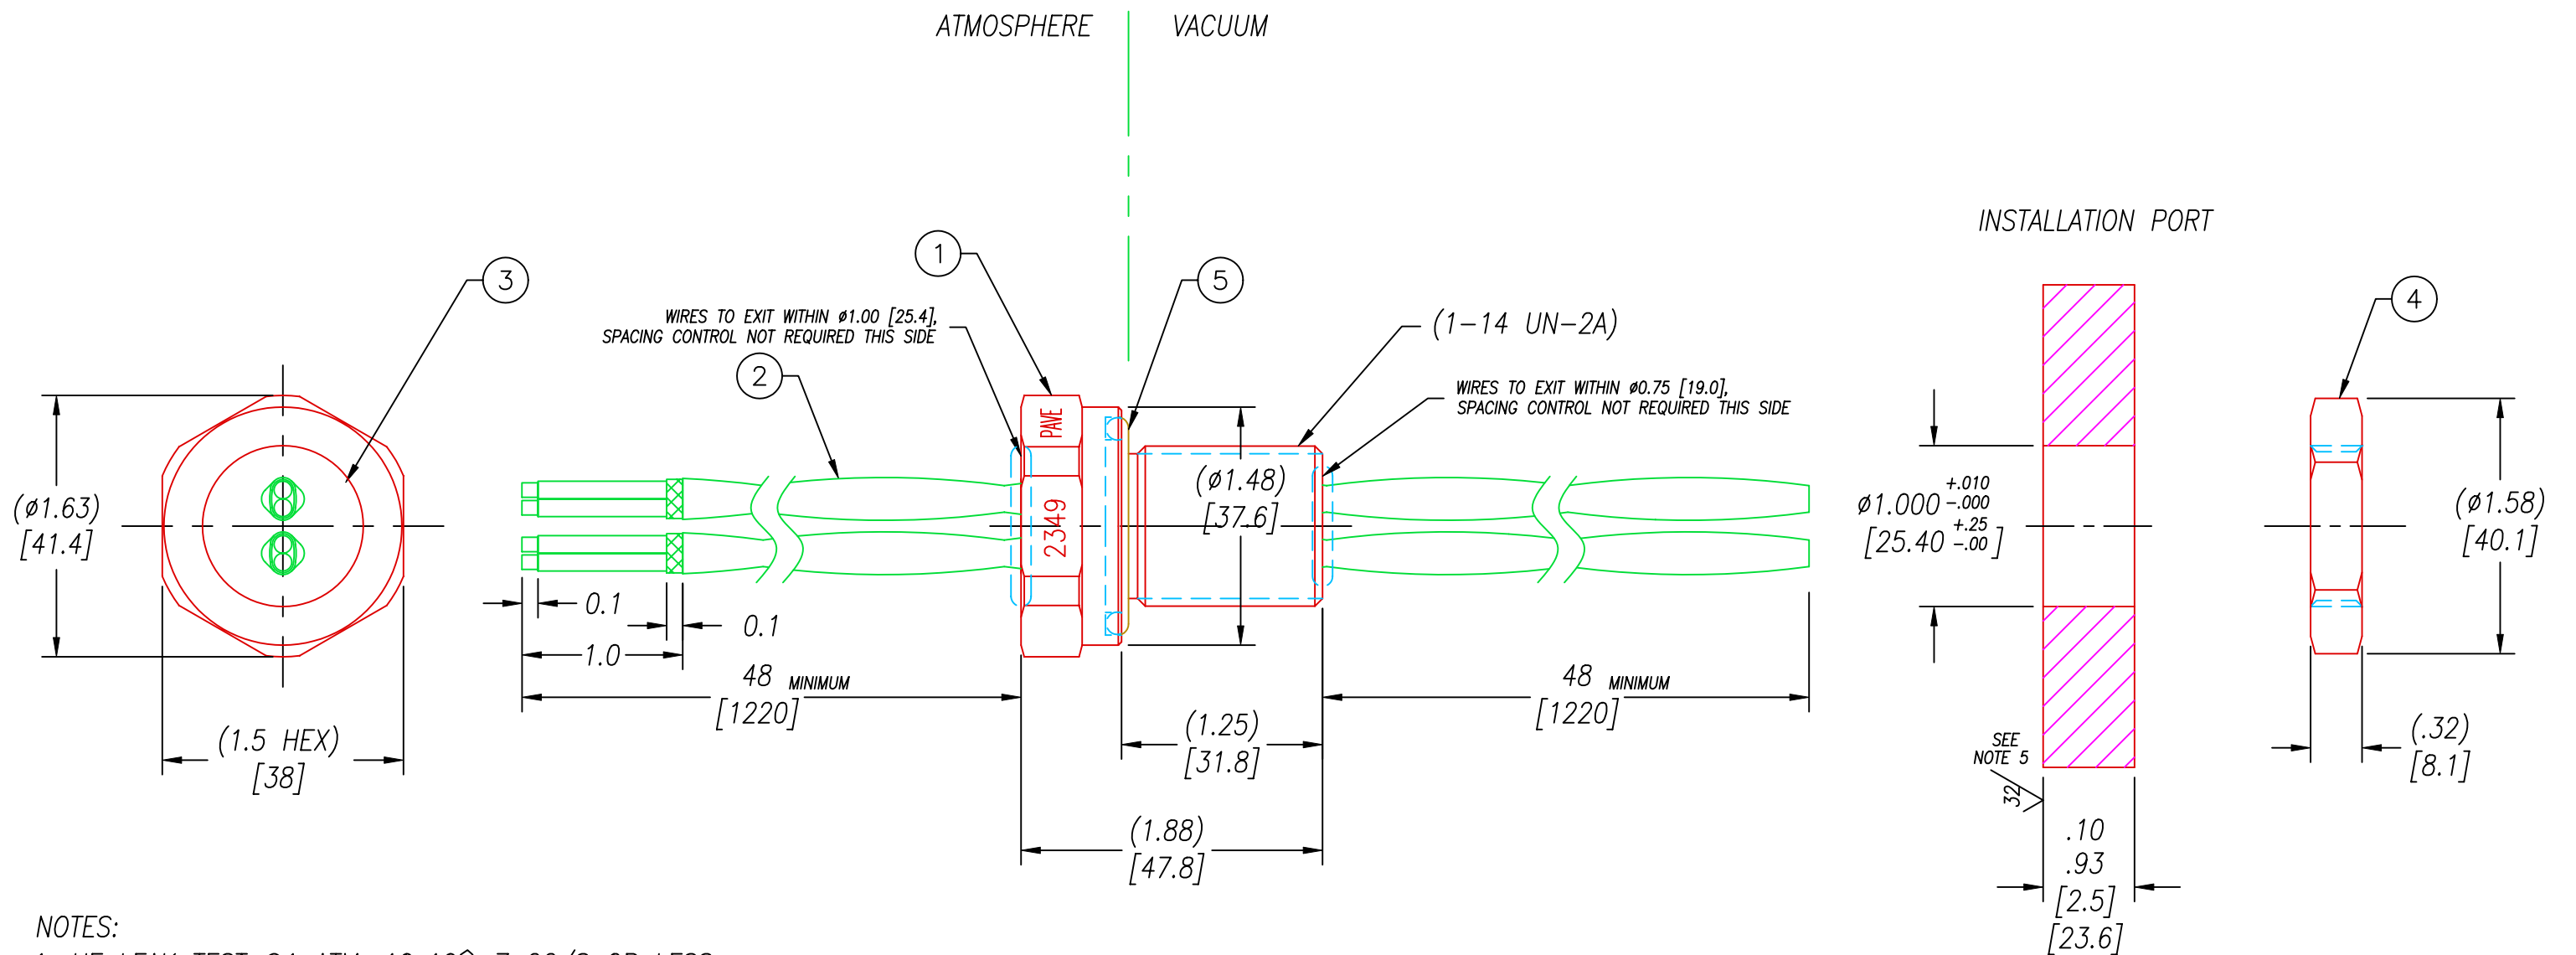 ATMOSPHERE
VACUUM
INSTALLATION PORT
1
5
3
4
WIRES TO EXIT WITHIN ø1.00 [25.4],
SPACING CONTROL NOT REQUIRED THIS SIDE
2
(1-14 UN-2A)
WIRES TO EXIT WITHIN ø0.75 [19.0],
SPACING CONTROL NOT REQUIRED THIS SIDE
PAVE
2349
(ø1.63)
[41.4]
(ø1.48)
[37.6]
ø1.000 +.010 -.000
[25.40 +.25 -.00]
(ø1.58)
[40.1]
0.1
0.1
1.0
48 MINIMUM
[1220]
48 MINIMUM
[1220]
(1.5 HEX)
[38]
(1.25)
[31.8]
(1.88)
[47.8]
SEE
NOTE 5
32
.10
.93
[2.5]
[23.6]
(.32)
[8.1]
NOTES: